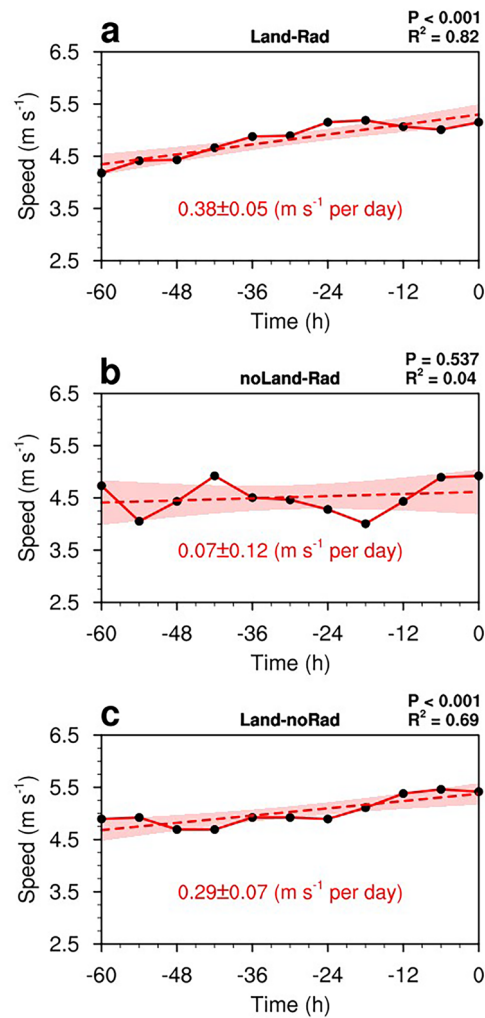 a
Land-Rad
P < 0.001
R² = 0.82
6.5
5.5
4.5
3.5
2.5
Speed (m s⁻¹)
0.38±0.05 (m s⁻¹ per day)
-60 -48 -36 -24 -12 0
Time (h)
b
noLand-Rad
P = 0.537
R² = 0.04
6.5
5.5
4.5
3.5
2.5
Speed (m s⁻¹)
0.07±0.12 (m s⁻¹ per day)
-60 -48 -36 -24 -12 0
Time (h)
c
Land-noRad
P < 0.001
R² = 0.69
6.5
5.5
4.5
3.5
2.5
Speed (m s⁻¹)
0.29±0.07 (m s⁻¹ per day)
-60 -48 -36 -24 -12 0
Time (h)